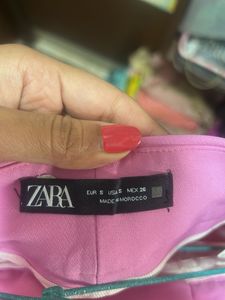 ZARA
EUR S USA S MEX 26
MADE IN MOROCCO